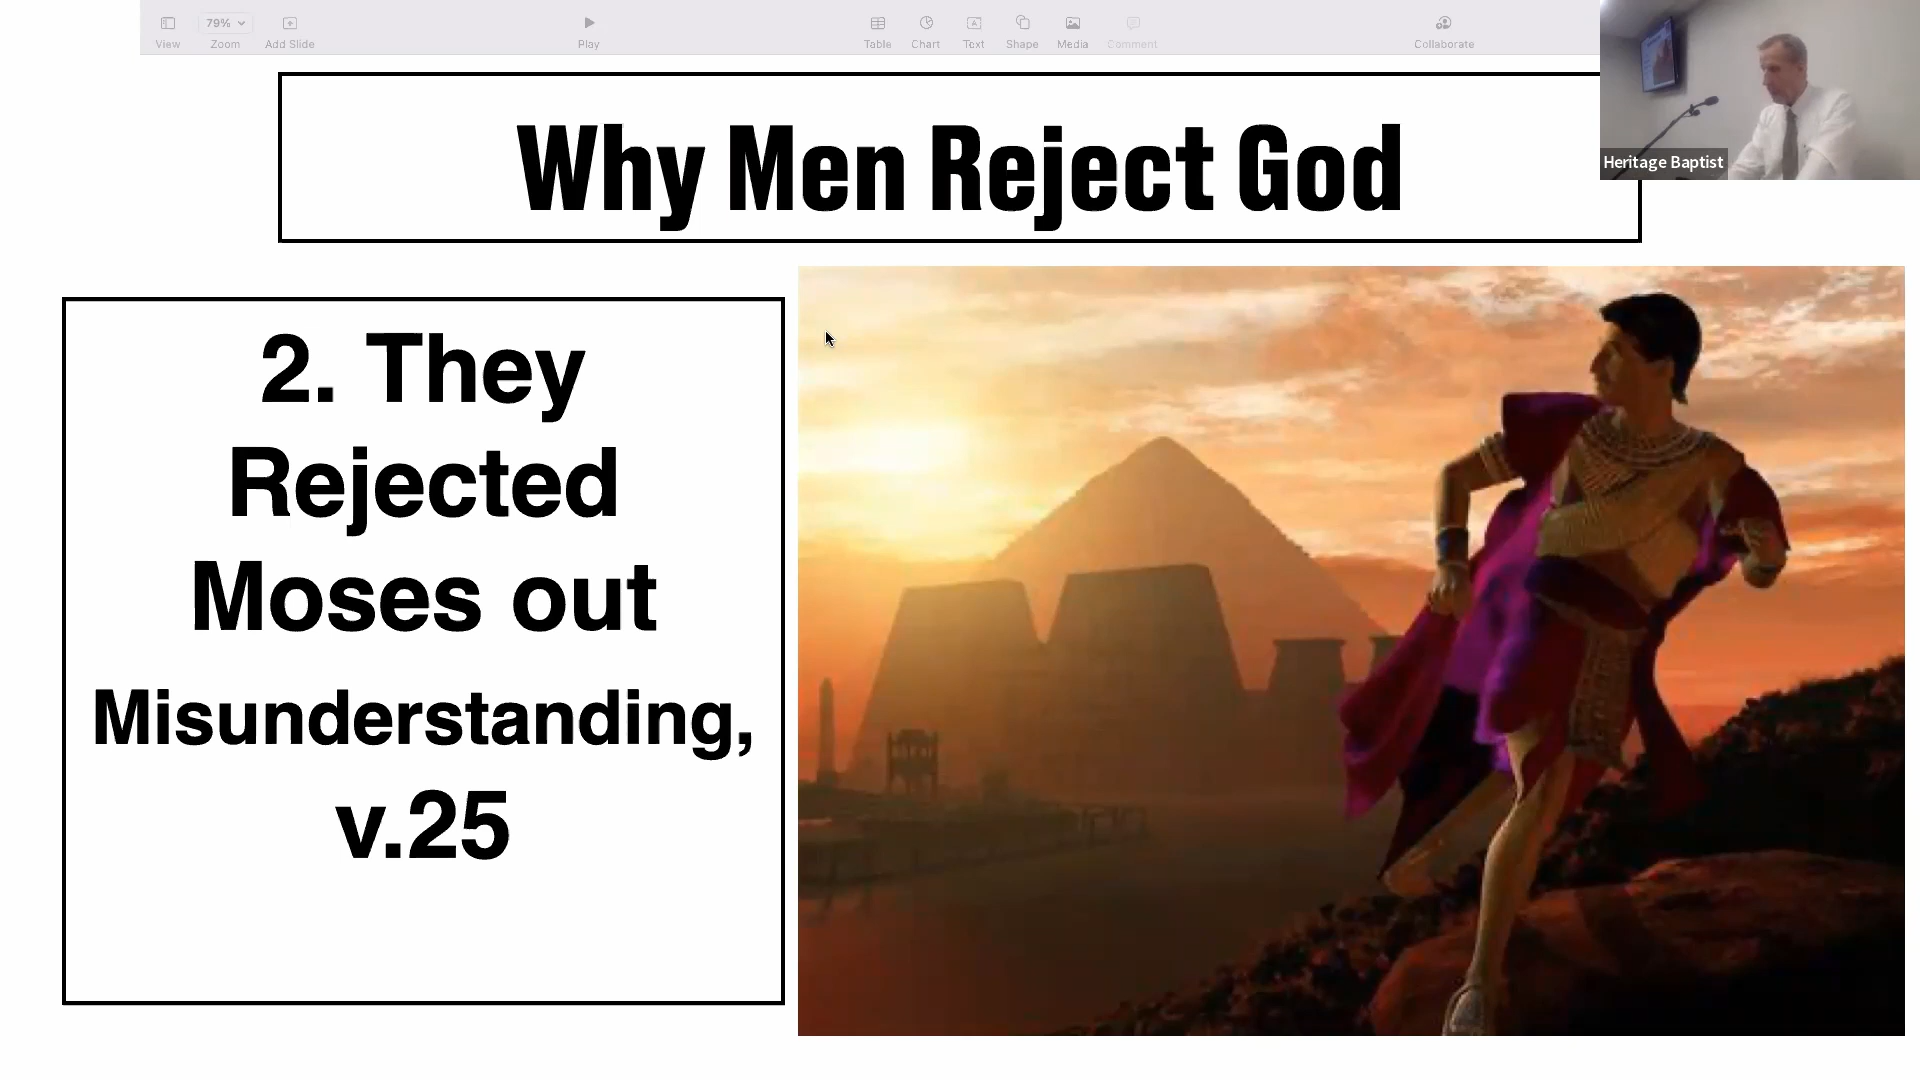 View
79%
Zoom
Add Slide
Play
Table
Chart
Text
Shape
Media
Comment
Collaborate
Why Men Reject God
Heritage Baptist
2. They
Rejected
Moses out
Misunderstanding,
v.25